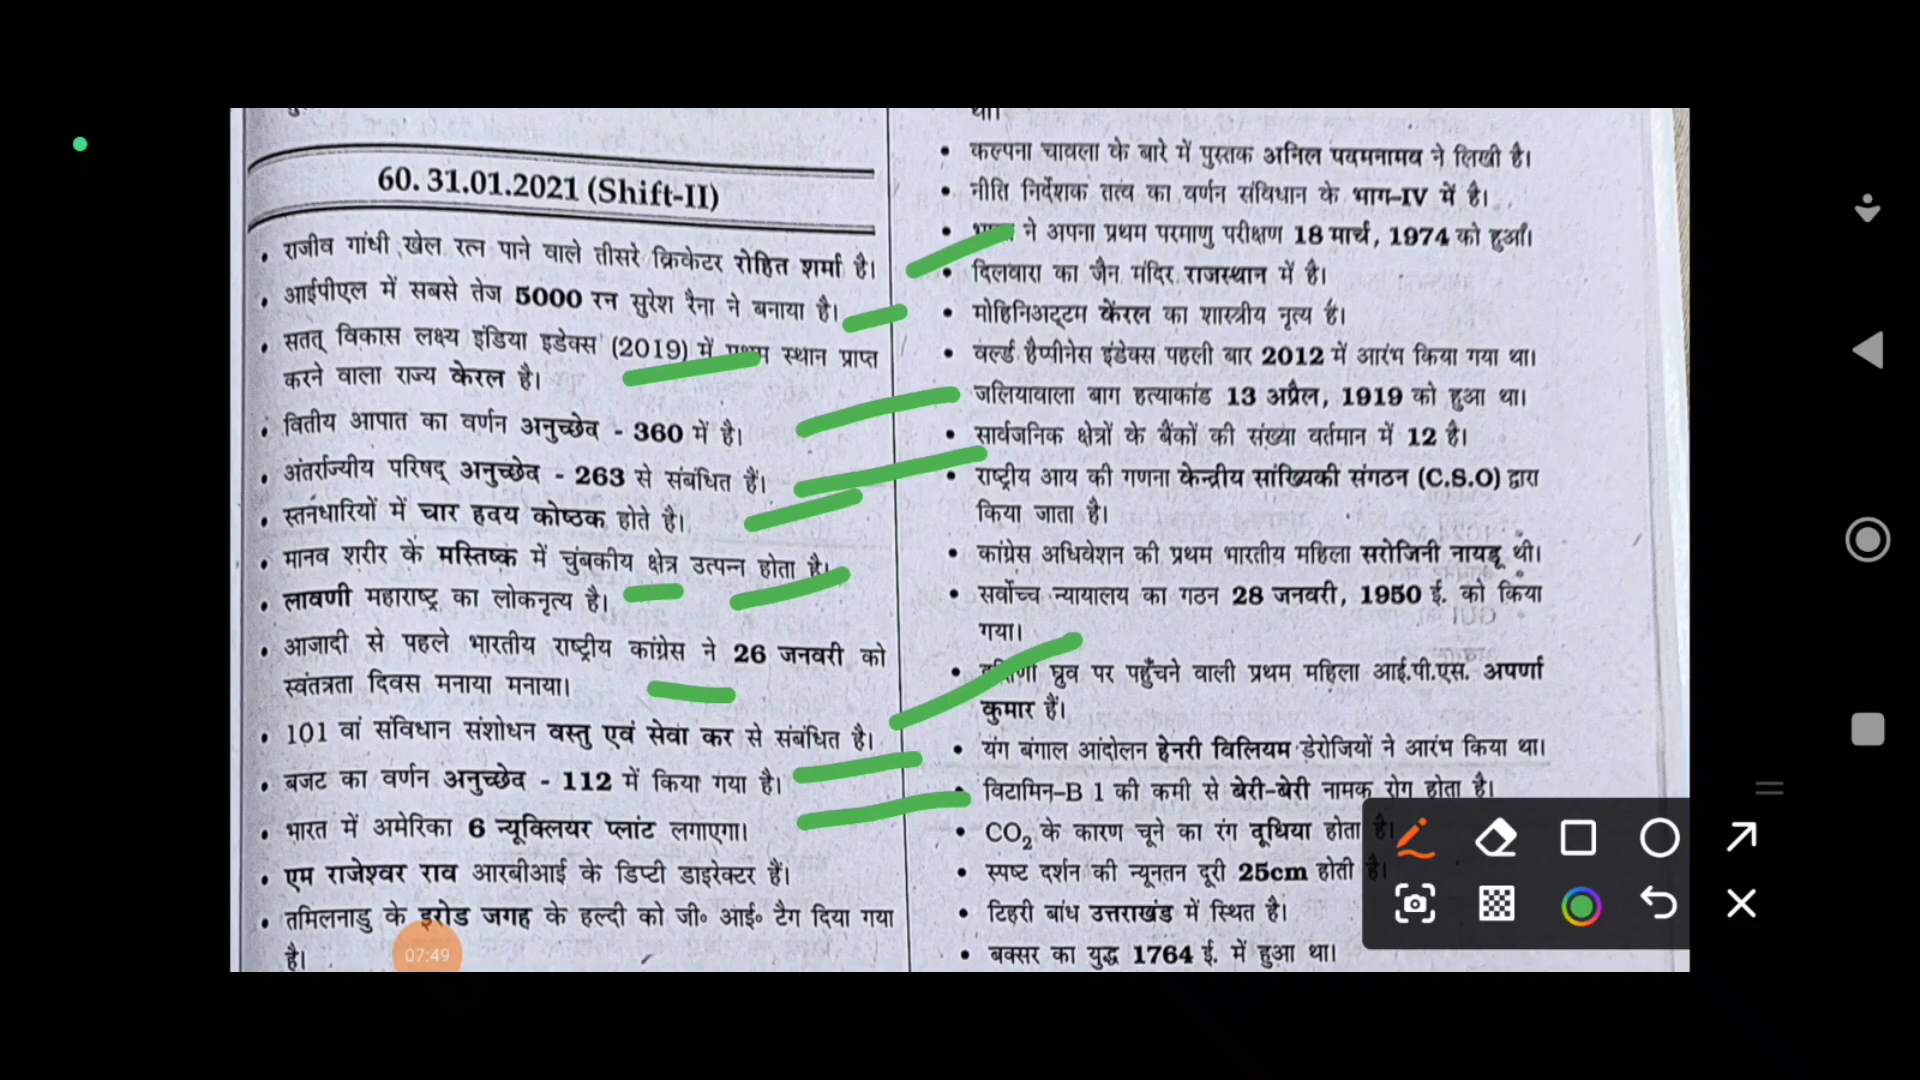 60. 31.01.2021 (Shift-II)
• राजीव गांधी खेल रत्न पाने वाले तीसरे क्रिकेटर रोहित शर्मा है।
• आईपीएल में सबसे तेज 5000 रन सुरेश रैना ने बनाया है।
• सतत् विकास लक्ष्य इंडिया इडेक्स (2019) में स्थान प्राप्त
करने वाला राज्य केरल है।
• वितीय आपात का वर्णन अनुच्छेद - 360 में है।
• अंतर्राज्यीय परिषद् अनुच्छेद - 263 से संबंधित हैं।
• स्तनधारियों में चार हृदय कोष्ठक होते है।
• मानव शरीर के मस्तिष्क में चुंबकीय क्षेत्र उत्पन्न होता है।
• लावणी महाराष्ट्र का लोकनृत्य है।
• आजादी से पहले भारतीय राष्ट्रीय कांग्रेस ने 26 जनवरी को
स्वंतत्रता दिवस मनाया मनाया।
• 101 वां संविधान संशोधन वस्तु एवं सेवा कर से संबंधित है।
• बजट का वर्णन अनुच्छेद - 112 में किया गया है।
• भारत में अमेरिका 6 न्यूक्लियर प्लांट लगाएगा।
• एम राजेश्वर राव आरबीआई के डिप्टी डाइरेक्टर हैं।
• तमिलनाडु के इरोड जगह के हल्दी को जी॰ आई॰ टैग दिया गया
है।
07:49
था।
• कल्पना चावला के बारे में पुस्तक अनिल पदमनामव ने लिखी है।
• नीति निर्देशक तत्व का वर्णन संविधान के भाग-IV में है।
• ने अपना प्रथम परमाणु परीक्षण 18 मार्च, 1974 को हुआ।
• दिलवारा का जैन मंदिर राजस्थान में है।
• मोहिनिअट्टम केंरल का शास्त्रीय नृत्य है।
• वर्ल्ड हैप्पीनेस इंडेक्स पहली बार 2012 में आरंभ किया गया था।
जलियावाला बाग हत्याकांड 13 अप्रैल, 1919 को हुआ था।
• सार्वजनिक क्षेत्रों के बैंकों की संख्या वर्तमान में 12 है।
• राष्ट्रीय आय की गणना केन्द्रीय सांख्यिकी संगठन (C.S.O) द्वारा
किया जाता है।
• कांग्रेस अधिवेशन की प्रथम भारतीय महिला सरोजिनी नायडू थी।
• सर्वोच्च न्यायालय का गठन 28 जनवरी, 1950 ई. को किया
गया।
• ध्रुव पर पहुँचने वाली प्रथम महिला आई.पी.एस. अपर्णा
कुमार हैं।
• यंग बंगाल आंदोलन हेनरी विलियम डेरोजियों ने आरंभ किया था।
• विटामिन-B 1 की कमी से बेरी-बेरी नामक रोग होता है।
• CO2 के कारण चूने का रंग दूधिया होता है।
• स्पष्ट दर्शन की न्यूनतन दूरी 25cm होती है।
• टिहरी बांध उत्तराखंड में स्थित है।
• बक्सर का युद्ध 1764 ई. में हुआ था।